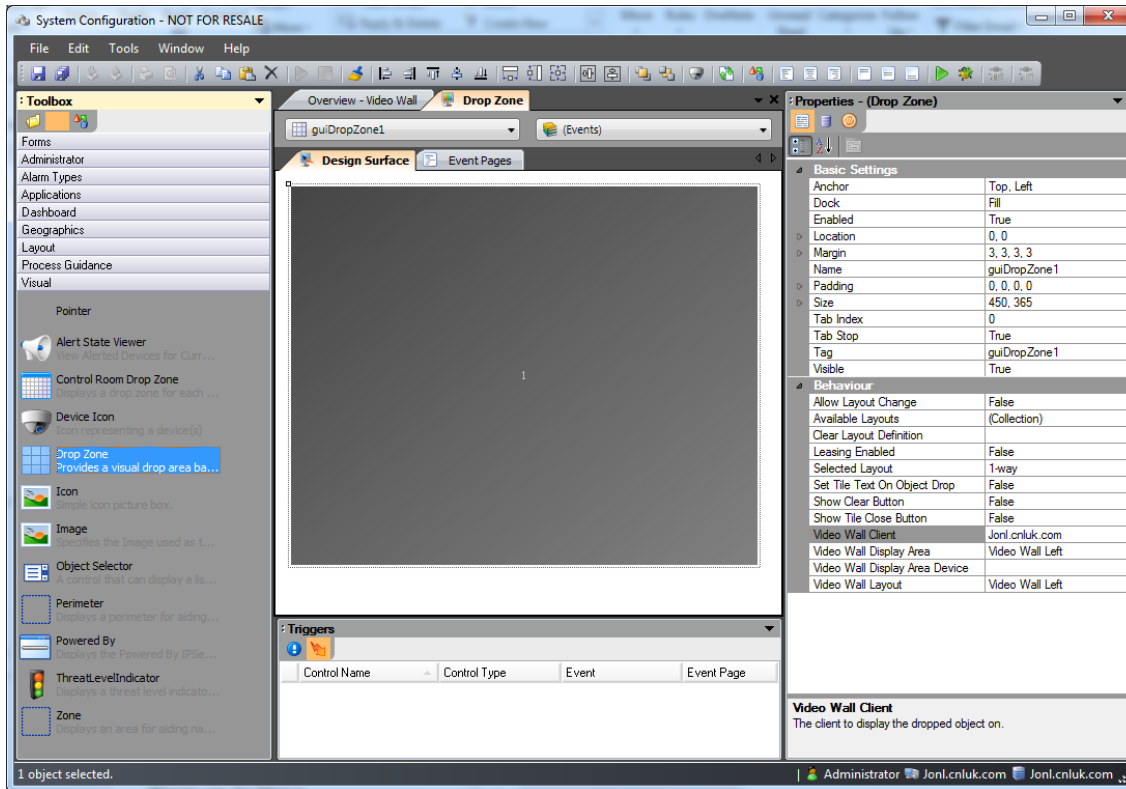 System Configuration - NOT FOR RESALE
File Edit Tools Window Help
Toolbox
Forms
Administrator
Alarm Types
Applications
Dashboard
Geographics
Layout
Process Guidance
Visual
Pointer
Alert State Viewer
View Alerted Devices for Curr...
Control Room Drop Zone
Displays a drop zone for each ...
Device Icon
Icon representing a device(s)
Drop Zone
Provides a visual drop area ba...
Icon
Simple icon picture box.
Image
Specifies the Image used as t...
Object Selector
A control that can display a lis...
Perimeter
Displays a perimeter for aiding...
Powered By
Displays the Powered By IPSe...
ThreatLevelIndicator
Displays a threat level indicato...
Zone
Displays an area for aiding na...
Overview - Video Wall Drop Zone
guiDropZone1 (Events)
Design Surface Event Pages
1
Triggers
Control Name Control Type Event Event Page
Properties - (Drop Zone)
Basic Settings
Anchor Top, Left
Dock Fill
Enabled True
Location 0, 0
Margin 3, 3, 3, 3
Name guiDropZone1
Padding 0, 0, 0, 0
Size 450, 365
Tab Index 0
Tab Stop True
Tag guiDropZone1
Visible True
Behaviour
Allow Layout Change False
Available Layouts (Collection)
Clear Layout Definition
Leasing Enabled False
Selected Layout 1-way
Set Tile Text On Object Drop False
Show Clear Button False
Show Tile Close Button False
Video Wall Client Jonl.cnluk.com
Video Wall Display Area Video Wall Left
Video Wall Display Area Device
Video Wall Layout Video Wall Left
Video Wall Client
The client to display the dropped object on.
1 object selected.
Administrator Jonl.cnluk.com Jonl.cnluk.com